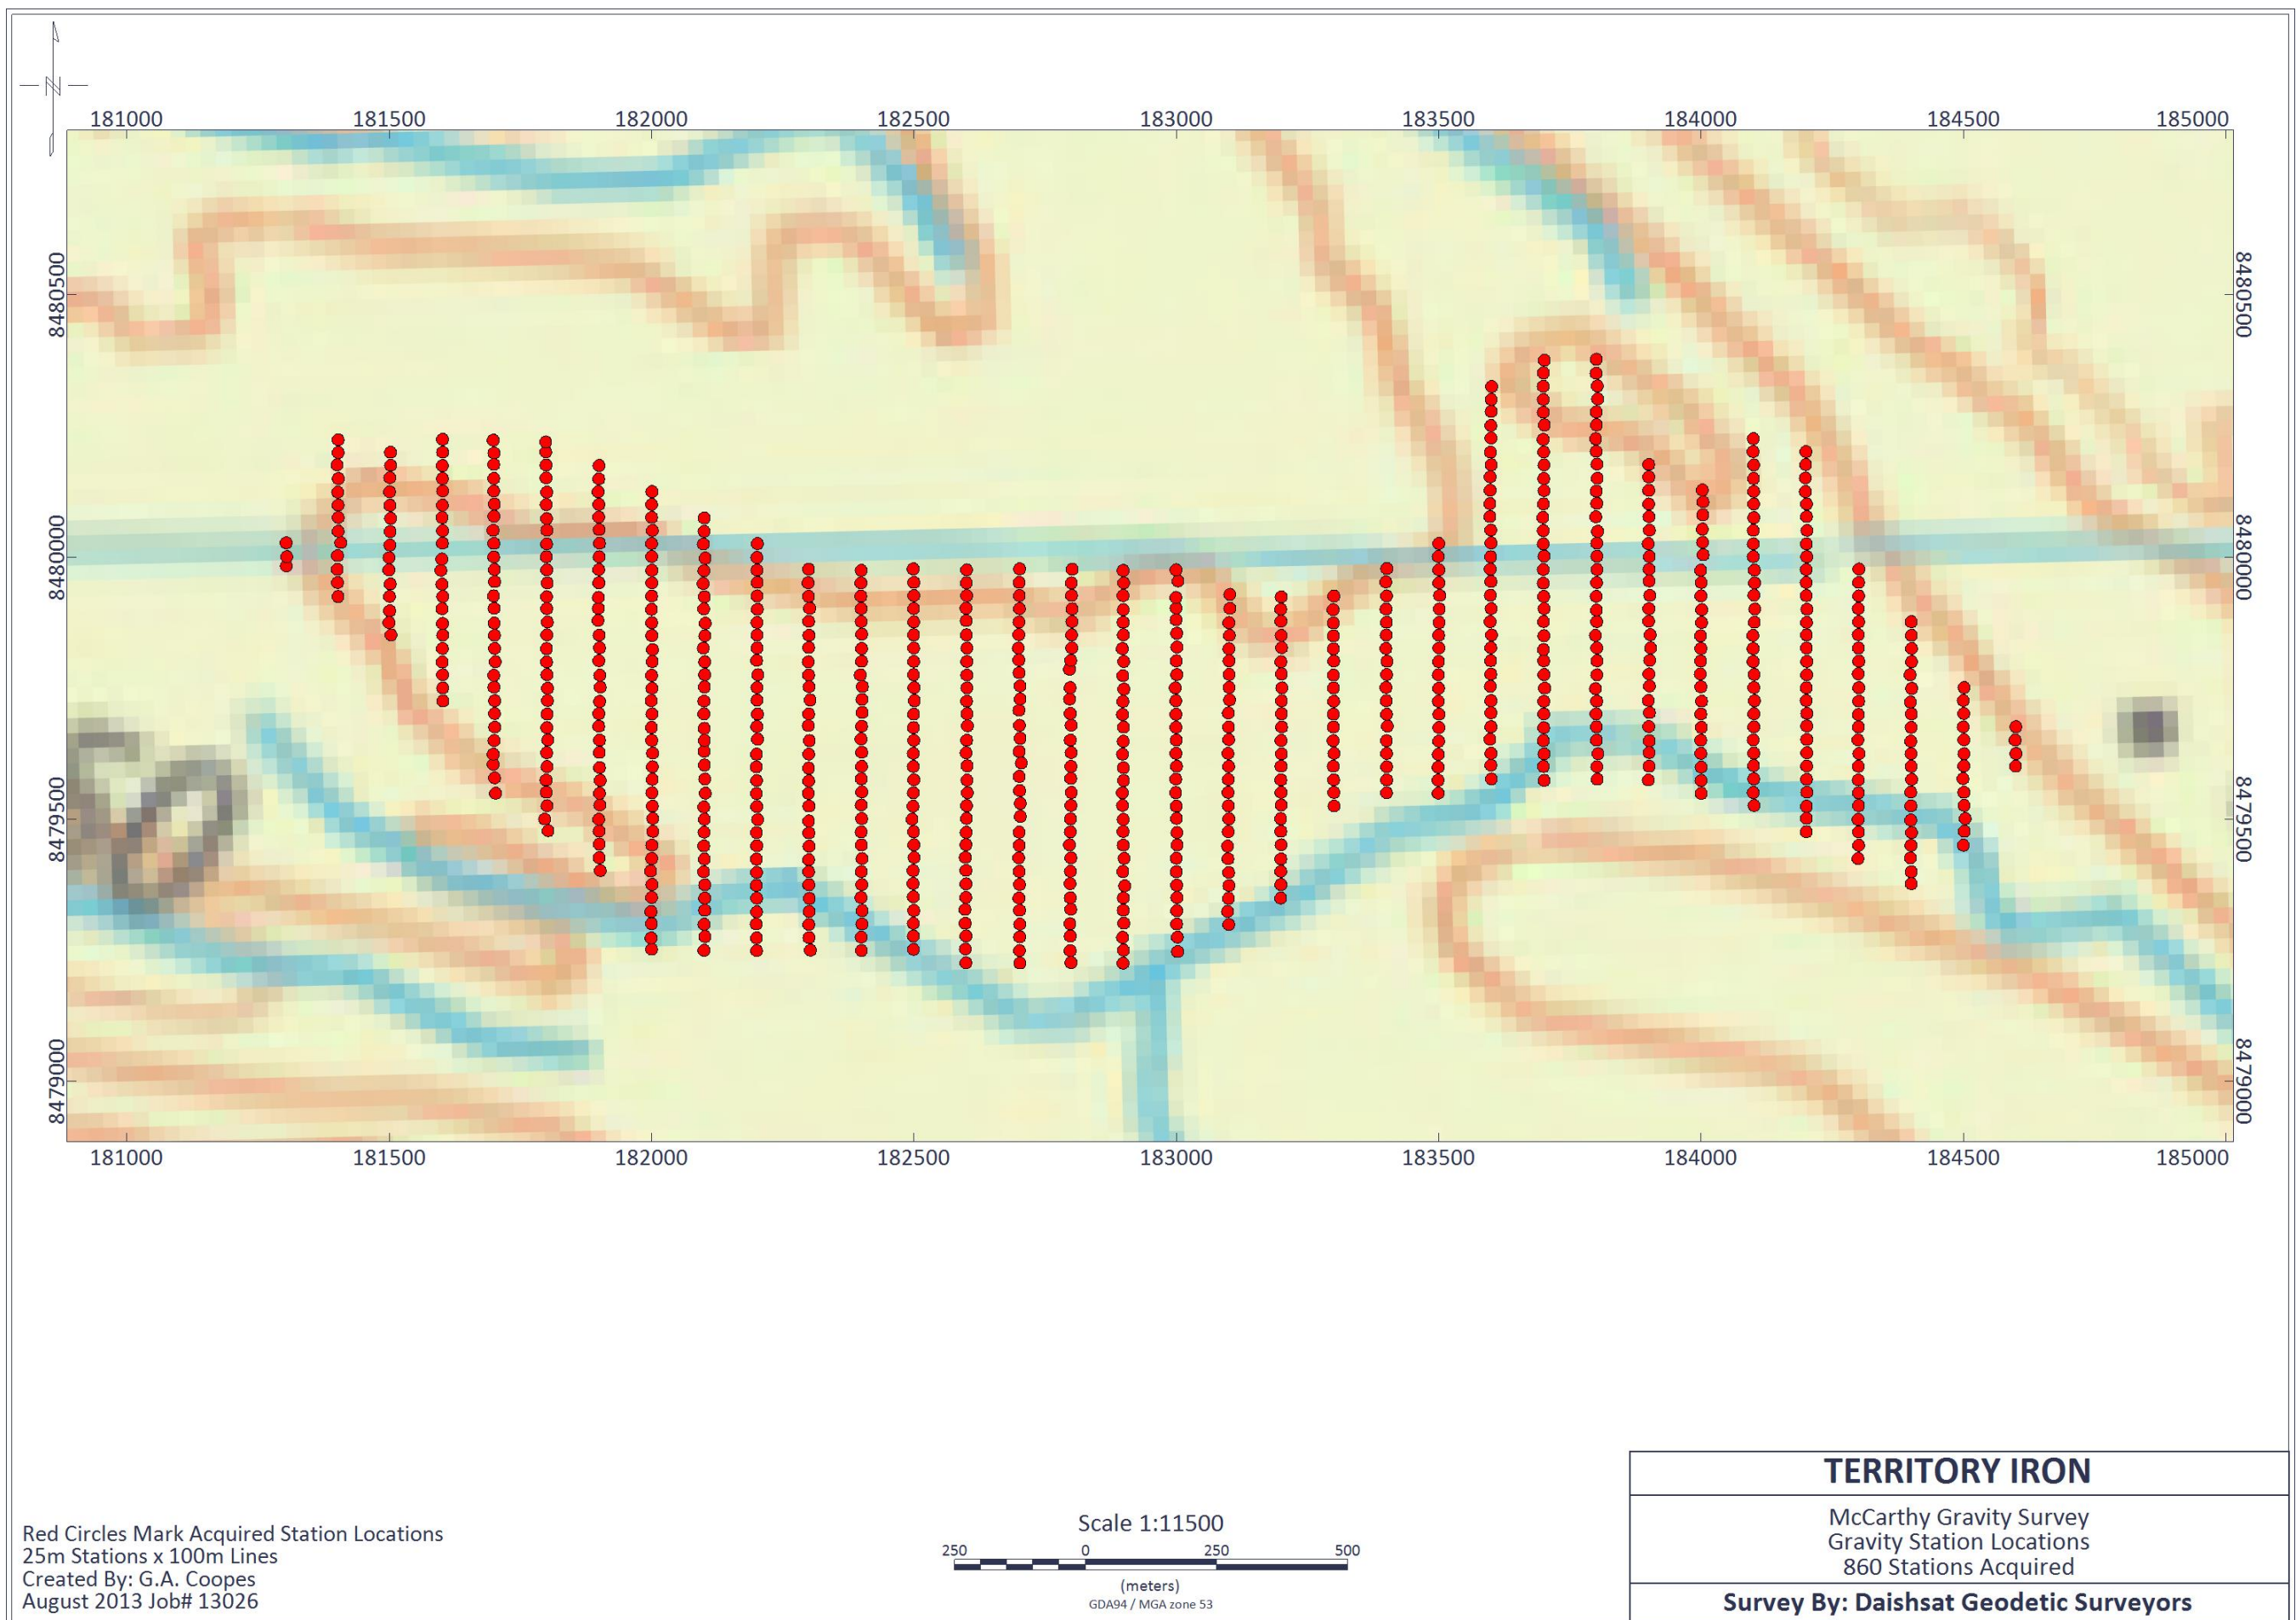 N
181000 181500 182000 182500 183000 183500 184000 184500 185000
8480500 8480500
8480000 8480000
8479500 8479500
8479000 8479000
181000 181500 182000 182500 183000 183500 184000 184500 185000
Red Circles Mark Acquired Station Locations
25m Stations x 100m Lines
Created By: G.A. Coopes
August 2013 Job# 13026
Scale 1:11500
250 0 250 500
(meters)
GDA94 / MGA zone 53
TERRITORY IRON
McCarthy Gravity Survey
Gravity Station Locations
860 Stations Acquired
Survey By: Daishsat Geodetic Surveyors